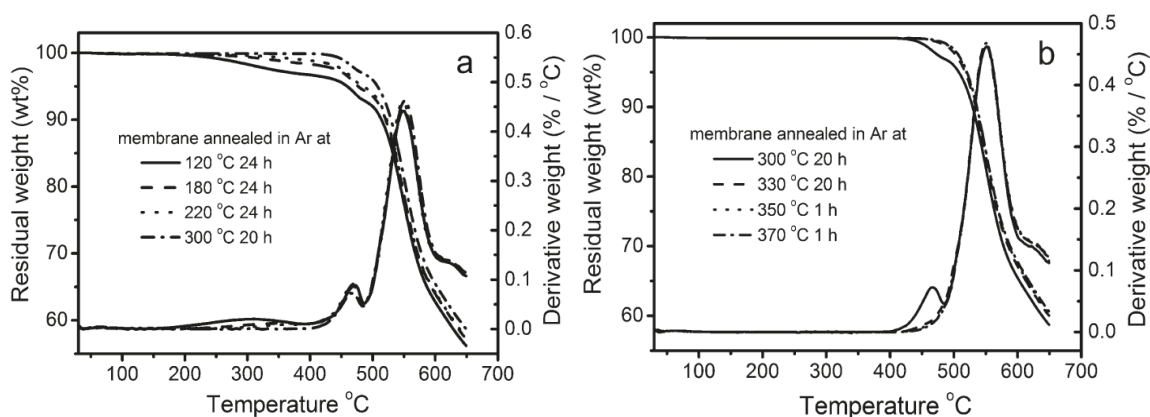 a
Residual weight (wt%)
100
90
80
70
60
Derivative weight (% / °C)
0.6
0.5
0.4
0.3
0.2
0.1
0.0
membrane annealed in Ar at
120 °C 24 h
180 °C 24 h
220 °C 24 h
300 °C 20 h
100 200 300 400 500 600 700
Temperature °C
b
Residual weight (wt%)
100
90
80
70
60
Derivative weight (% / °C)
0.5
0.4
0.3
0.2
0.1
0.0
membrane annealed in Ar at
300 °C 20 h
330 °C 20 h
350 °C 1 h
370 °C 1 h
100 200 300 400 500 600 700
Temperature °C